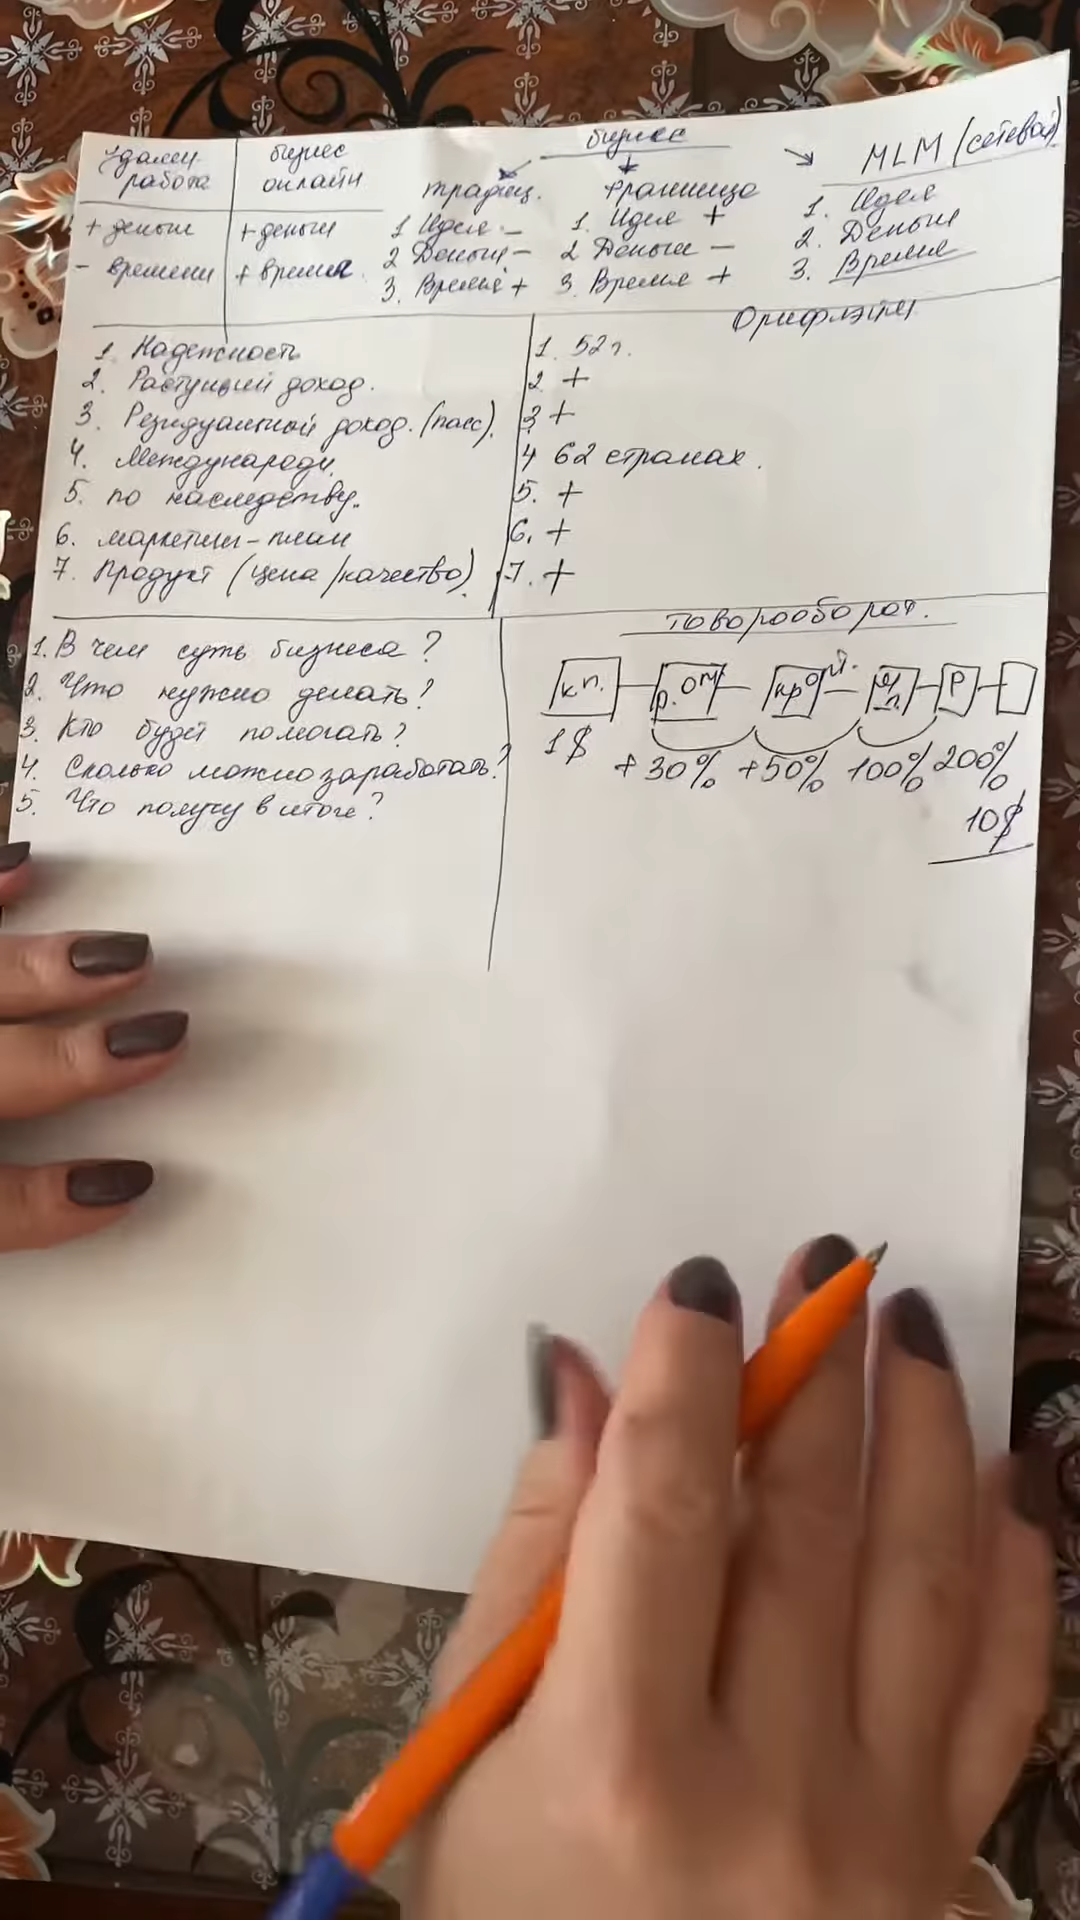 удален. работа
+ деньги
- времени
бизнес онлайн
+ деньги
+ время
бизнес
традиц.
1 Идея -
2 Деньги -
3. Время +
франшиза
1. Идея +
2 Деньги -
3. Время +
MLM (сетевой)
1. Идея
2. Деньги
3. Время
Орифлэйм
1. Надежность
2. Растущий доход.
3. Резидуальный доход. (пасс).
4. Международн.
5. по наследству.
6. маркетинг-план
7. Продукт (цена/качество)
1. 52 г.
2 +
3 +
4 62 странах.
5. +
6. +
7. +
1. В чем суть бизнеса?
2. Что нужно делать?
3. Кто будет помогать?
4. Сколько можно заработать?
5. Что получу в итоге?
товарооборот.
кп. р. ом кр оп. Р
1$
+30% +50% 100% 200%
10$